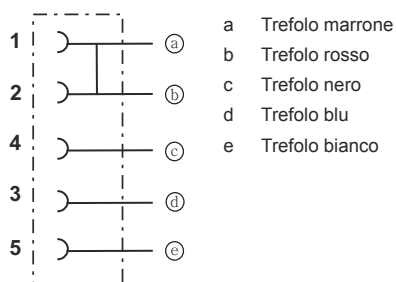 1 ⓐ
2 ⓑ
4 ⓒ
3 ⓓ
5 ⓔ
a Trefolo marrone
b Trefolo rosso
c Trefolo nero
d Trefolo blu
e Trefolo bianco